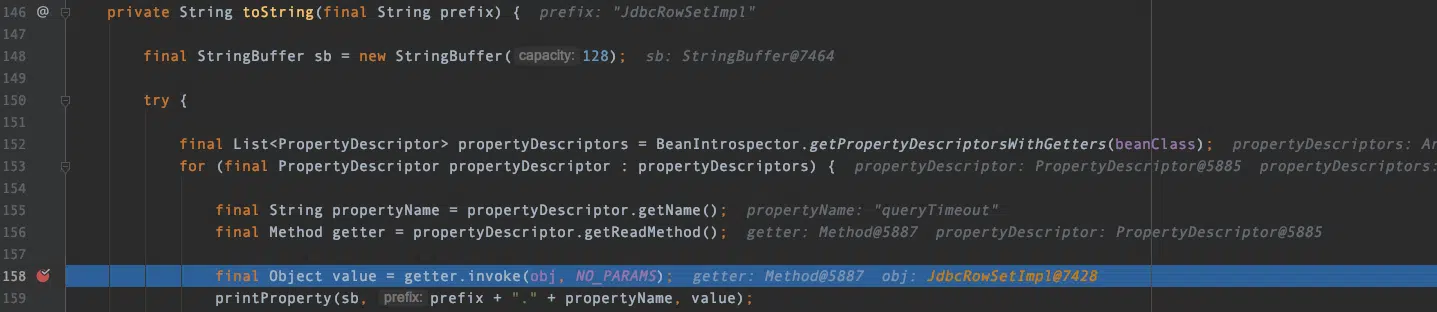 146 @ private String toString(final String prefix) { prefix: "JdbcRowSetImpl"
147
148 final StringBuffer sb = new StringBuffer( capacity: 128); sb: StringBuffer@7464
149
150 try {
151
152 final List<PropertyDescriptor> propertyDescriptors = BeanIntrospector.getPropertyDescriptorsWithGetters(beanClass); propertyDescriptors: Ar
153 for (final PropertyDescriptor propertyDescriptor : propertyDescriptors) { propertyDescriptor: PropertyDescriptor@5885 propertyDescriptors:
154
155 final String propertyName = propertyDescriptor.getName(); propertyName: "queryTimeout"
156 final Method getter = propertyDescriptor.getReadMethod(); getter: Method@5887 propertyDescriptor: PropertyDescriptor@5885
157
158 final Object value = getter.invoke(obj, NO_PARAMS); getter: Method@5887 obj: JdbcRowSetImpl@7428
159 printProperty(sb, prefix: prefix + "." + propertyName, value);